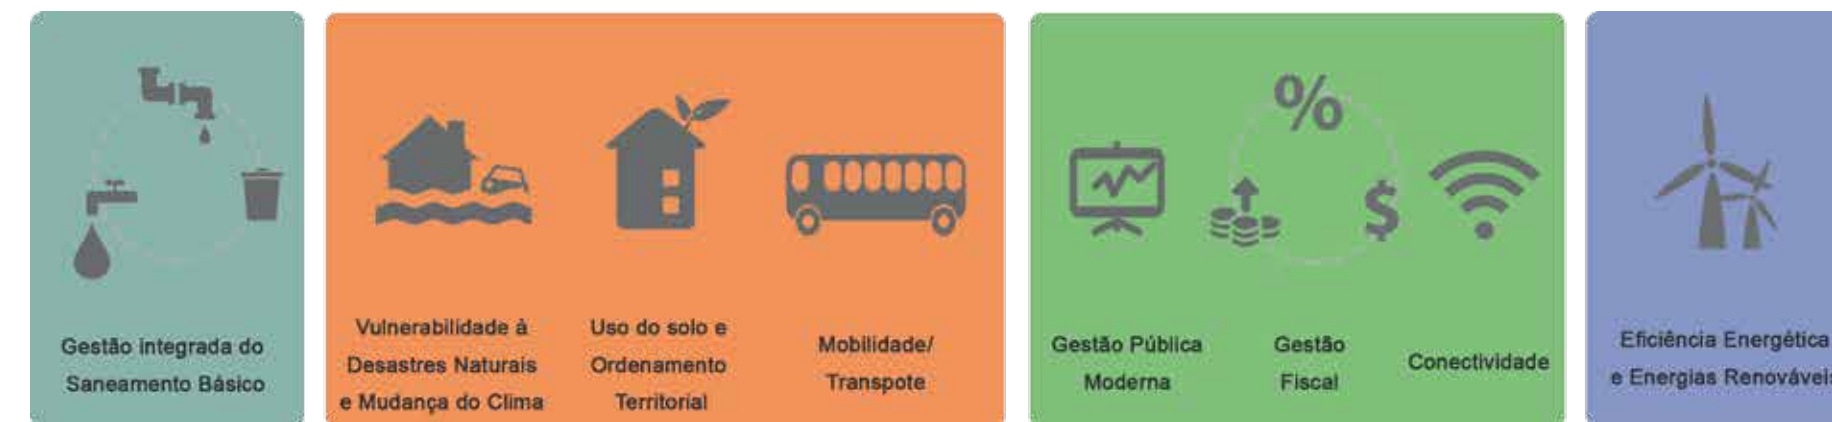 Gestão integrada do
Saneamento Básico
Vulnerabilidade à
Desastres Naturais
e Mudança do Clima
Uso do solo e
Ordenamento
Territorial
Mobilidade/
Transpote
%
$
Gestão Pública
Moderna
Gestão
Fiscal
Conectividade
Eficiência Energética
e Energias Renováveis